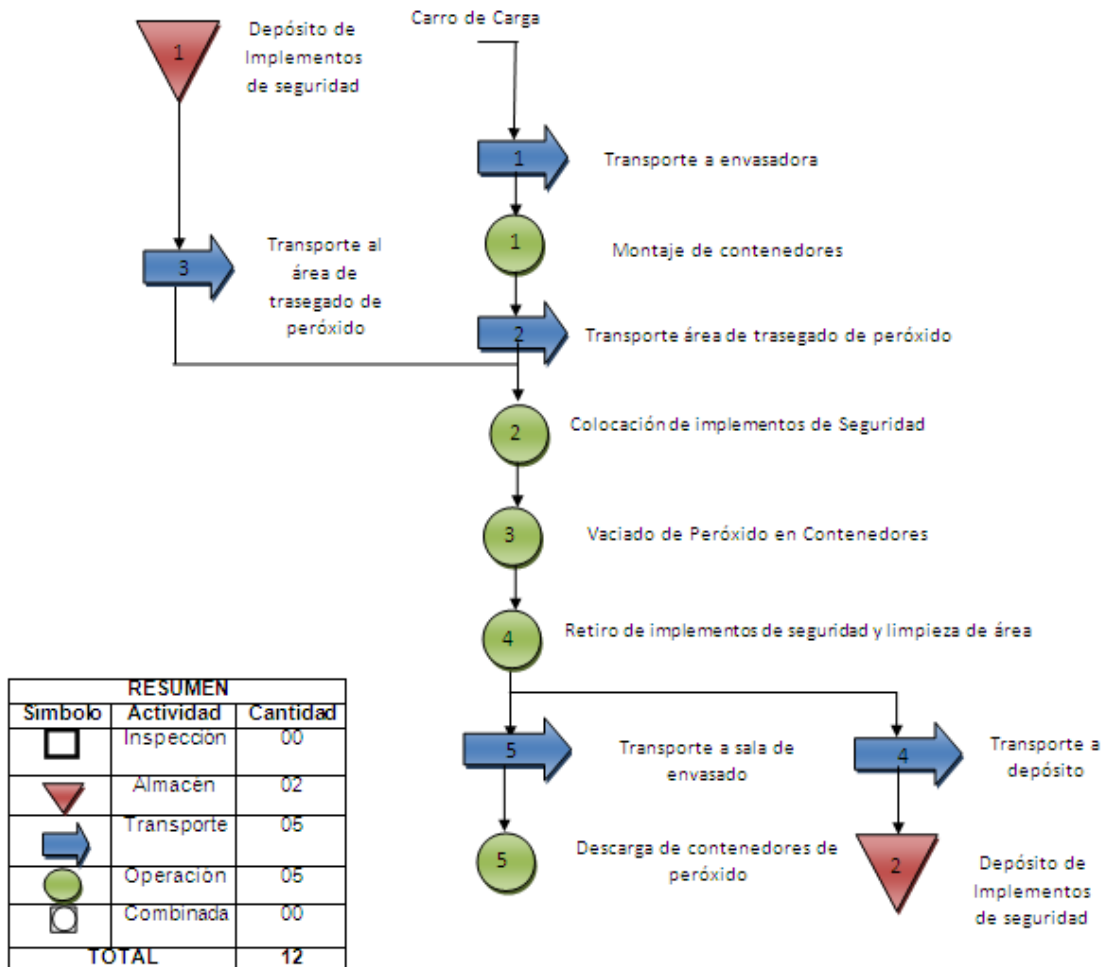 Carro de Carga
1
Depósito de
Implementos
de seguridad
1
Transporte a envasadora
1
Montaje de contenedores
3
Transporte al
área de
trasegado de
peróxido
2
Transporte área de trasegado de peróxido
2
Colocación de implementos de Seguridad
3
Vaciado de Peróxido en Contenedores
4
Retiro de implementos de seguridad y limpieza de área
5
Transporte a sala de
envasado
4
Transporte a
depósito
5
Descarga de contenedores de
peróxido
2
Depósito de
Implementos
de seguridad
RESUMEN
Simbolo Actividad Cantidad
Inspección 00
Almacén 02
Transporte 05
Operación 05
Combinada 00
TOTAL 12